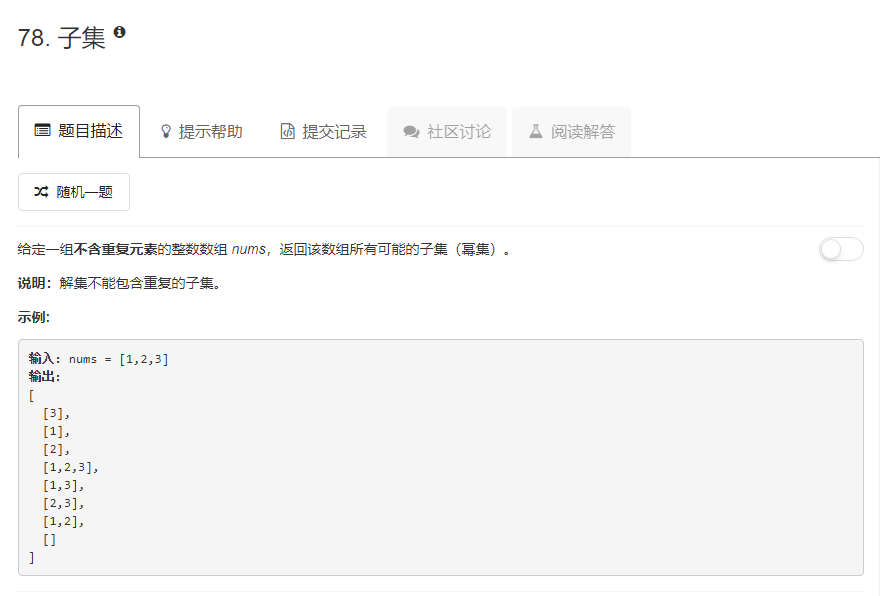 78. 子集
题目描述 提示帮助 提交记录 社区讨论 阅读解答
随机一题
给定一组不含重复元素的整数数组 nums，返回该数组所有可能的子集（幂集）。
说明：解集不能包含重复的子集。
示例:
输入: nums = [1,2,3]
输出:
[
  [3],
  [1],
  [2],
  [1,2,3],
  [1,3],
  [2,3],
  [1,2],
  []
]